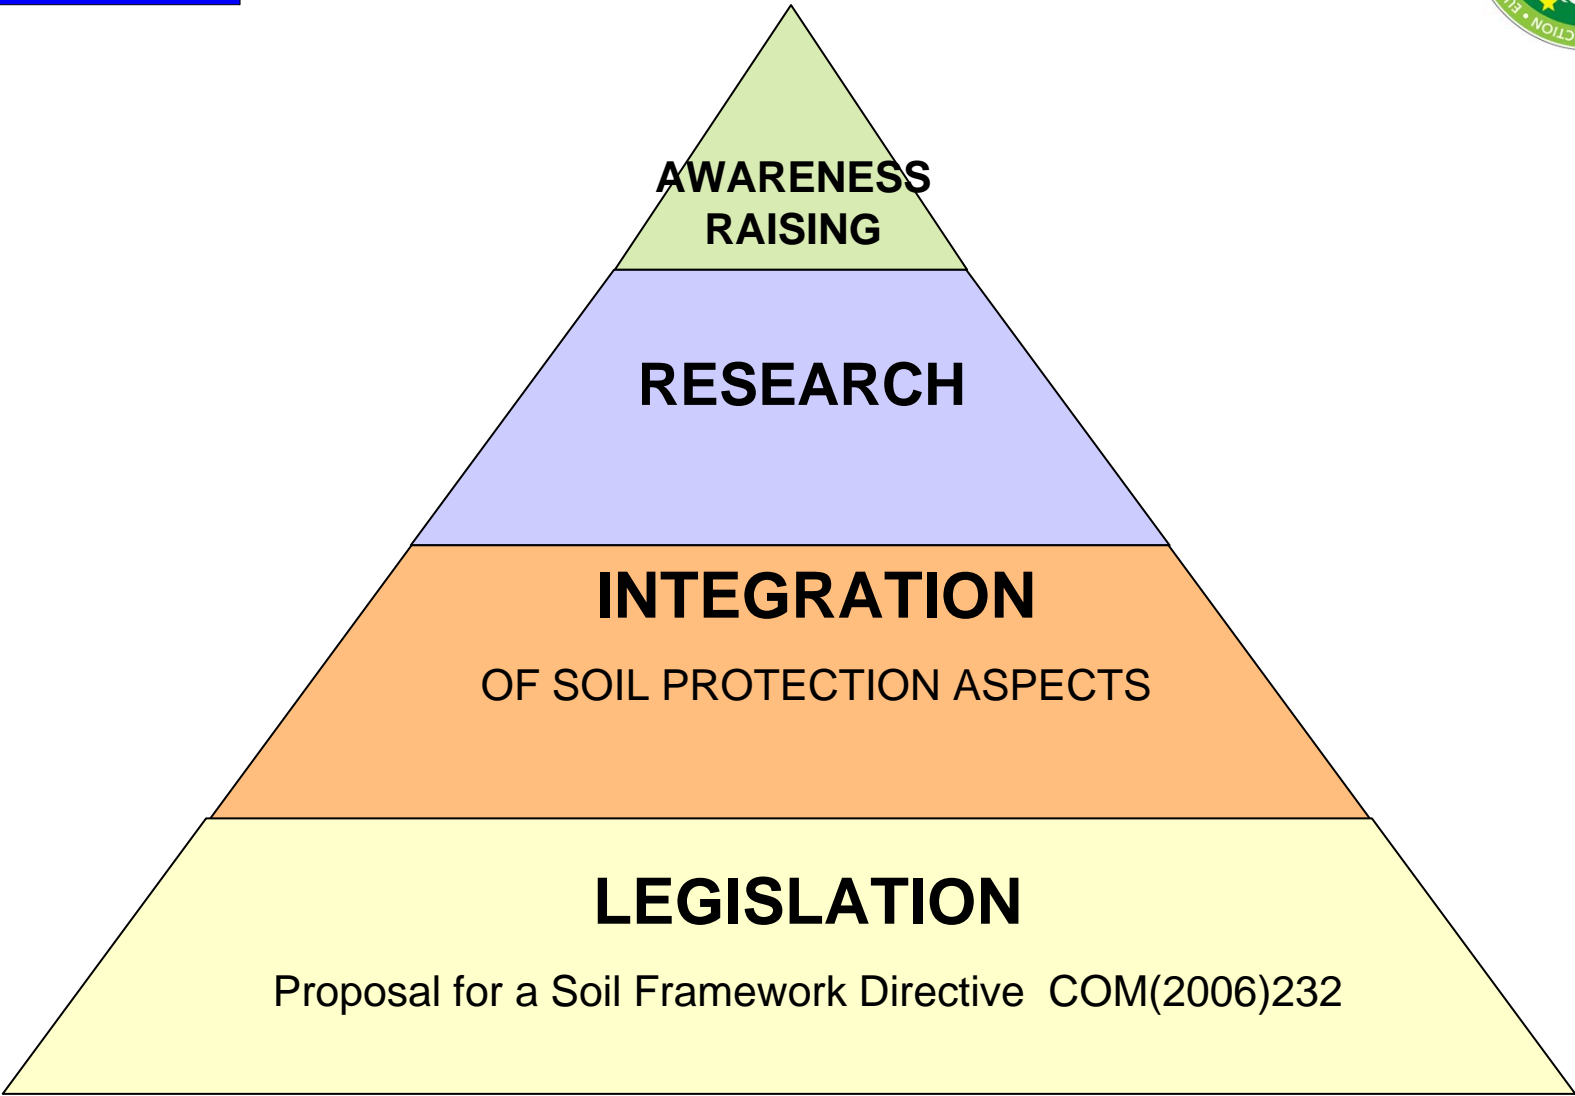 AWARENESS
RAISING
RESEARCH
INTEGRATION
OF SOIL PROTECTION ASPECTS
LEGISLATION
Proposal for a Soil Framework Directive COM(2006)232